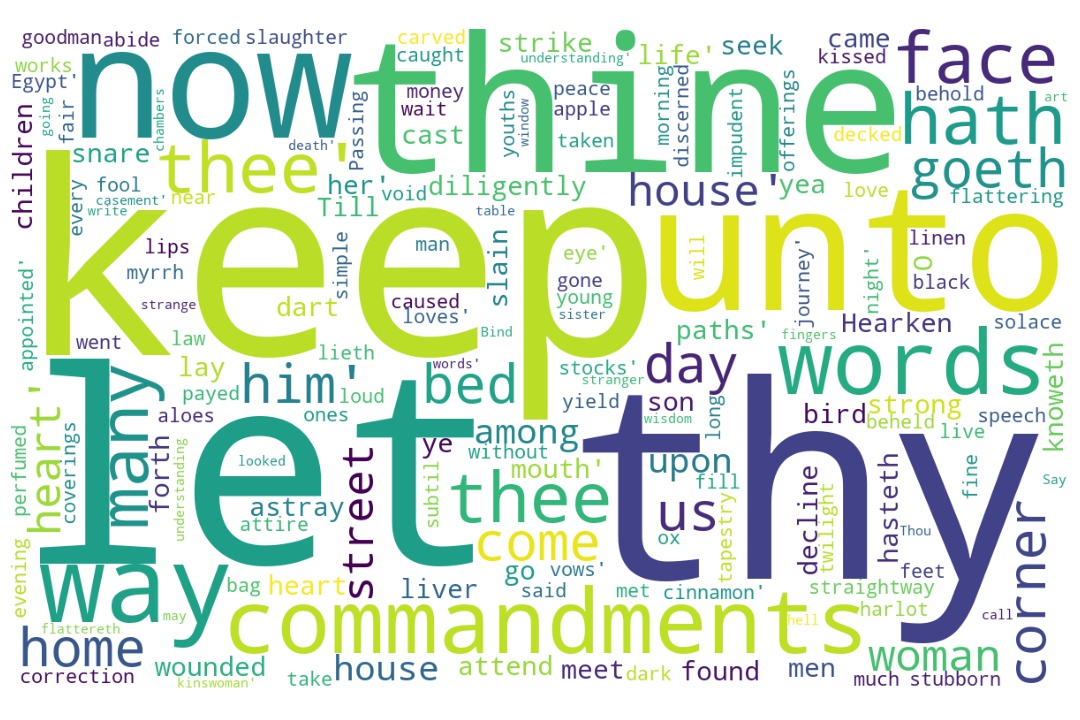 goodman abide forced slaughter carved strike life' seek came face
works now caught understanding' thine kissed
Egypt' going fair chambers money peace behold
children wait youths window apple morning discerned impudent offerings decked hath art
snare thee' death' Passing cast taken goeth
every fool casement' write near her' void diligently house' yea love flattering
Till table
keep unto
lips simple man slain eye' will linen
myrrh gone journey' night' to black
appointed' strange dart caused loves' young sister
went law Bind paths' fingers Hearken solace
lieth words' stocks' day words knoweth
lay him' bed stranger
let many payed loud yield son thy bird strong speech
heart' aloes ones ye among wisdom long beheld live
perfumed coverings forth understanding looked street subtil without upon decline twilight hasteth fine Say
astray mouth' fill
attire thee us tapestry Thou corner
evening come ox feet
way bag heart liver go vows' said met cinnamon' straightway
may commandments hell harlot call
flattereth
home wounded house attend meet dark found men woman
correction kinswoman' take much stubborn